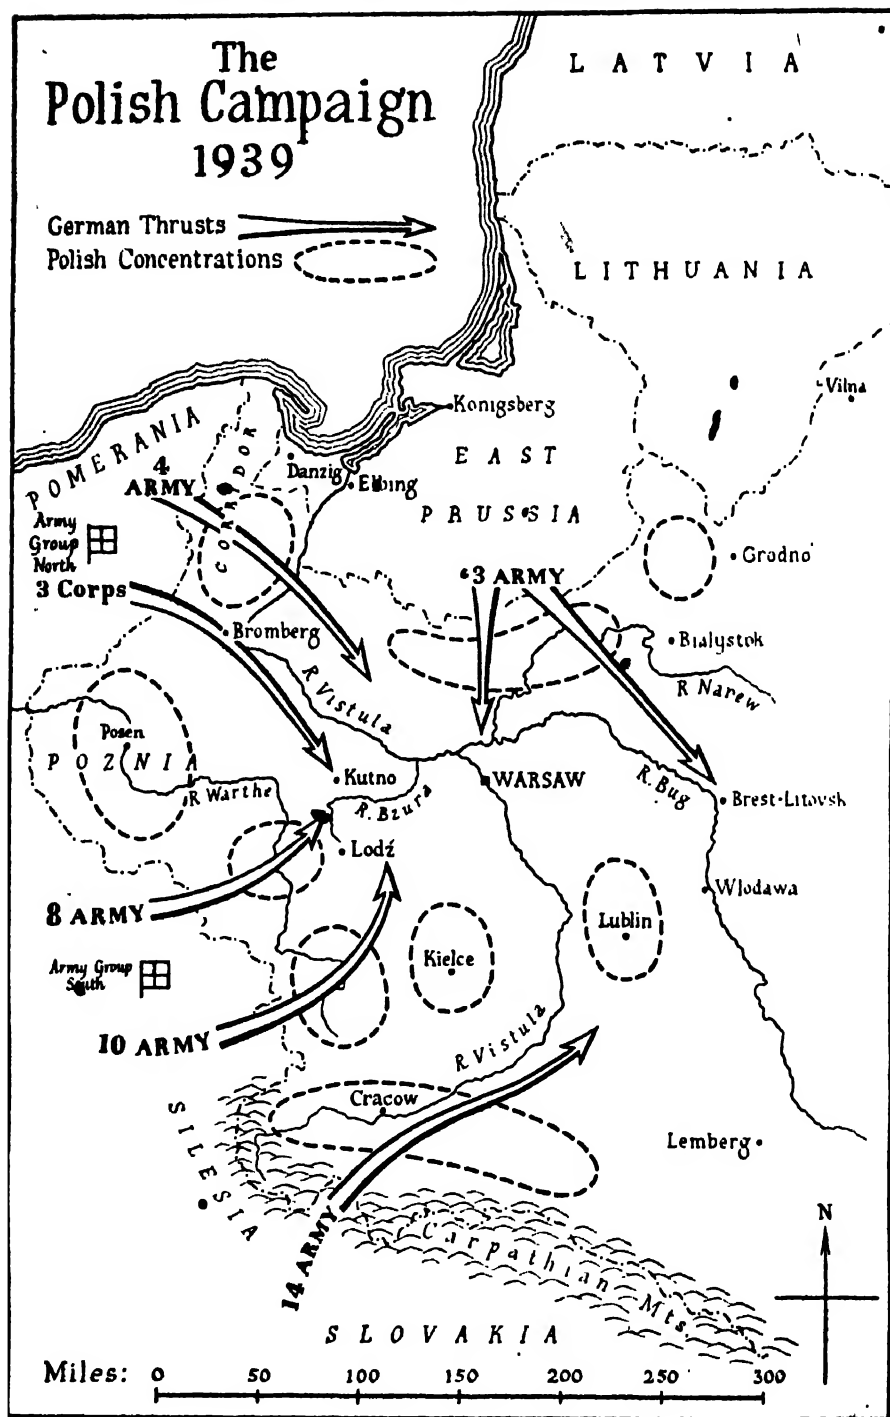 The
Polish Campaign
1939
German Thrusts
Polish Concentrations
LATVIA
LITHUANIA
Vilna
Konigsberg
POMERANIA
CORRIDOR
Danzig
Elbing
EAST
PRUSSIA
4
ARMY
Army
Group
North
3 Corps
3 ARMY
Grodno
Bromberg
Bialystok
R Narew
R Vistula
Posen
POZNIA
R Warthe
Kutno
R. Bzura
WARSAW
R. Bug
Brest-Litovsk
Lodź
8 ARMY
Wlodawa
Lublin
Kielce
Army Group
South
10 ARMY
R Vistula
Cracow
SILESIA
Lemberg
14 ARMY
Carpathian Mts
N
SLOVAKIA
Miles: 0 50 100 150 200 250 300